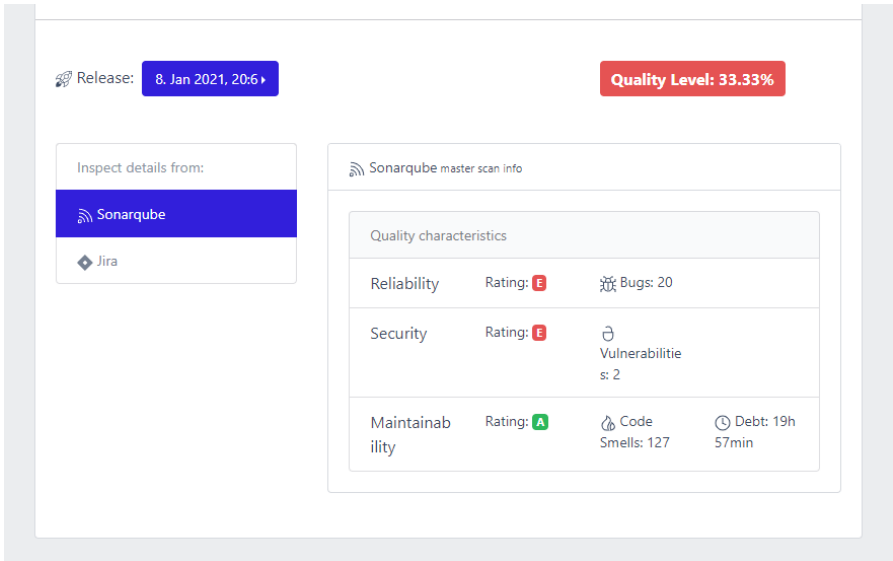 Release: 8. Jan 2021, 20:6
Quality Level: 33.33%
Inspect details from:
Sonarqube
Jira
Sonarqube master scan info
Quality characteristics
Reliability Rating: E Bugs: 20
Security Rating: E
Vulnerabilitie
s: 2
Maintainab
ility
Rating: A
Code
Smells: 127
Debt: 19h
57min